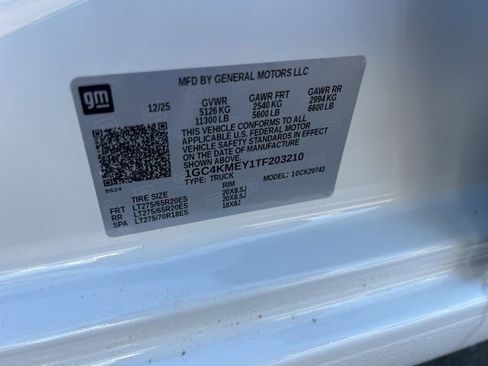 MFD BY GENERAL MOTORS LLC
gm
12/25 GVWR GAWR FRT GAWR RR
5126 KG 2540 KG 2994 KG
11300 LB 5600 LB 6600 LB
THIS VEHICLE CONFORMS TO ALL
APPLICABLE U.S. FEDERAL MOTOR
VEHICLE SAFETY STANDARDS IN
EFFECT ON THE DATE OF MANUFACTURE
SHOWN ABOVE.
1GC4KMEY1TF203210
TYPE: TRUCK MODEL: 10CK20743
8624
TIRE SIZE RIM
FRT LT275/65R20ES 20X8.5J
RR LT275/65R20ES 20X8.5J
SPA LT275/70R18ES 18X8J